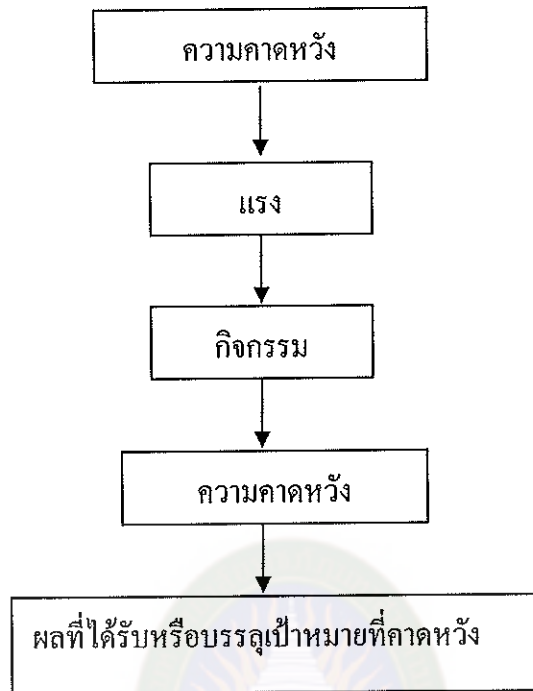 ความคาดหวัง
แรง
กิจกรรม
ความคาดหวัง
ผลที่ได้รับหรือบรรลุเป้าหมายที่คาดหวัง